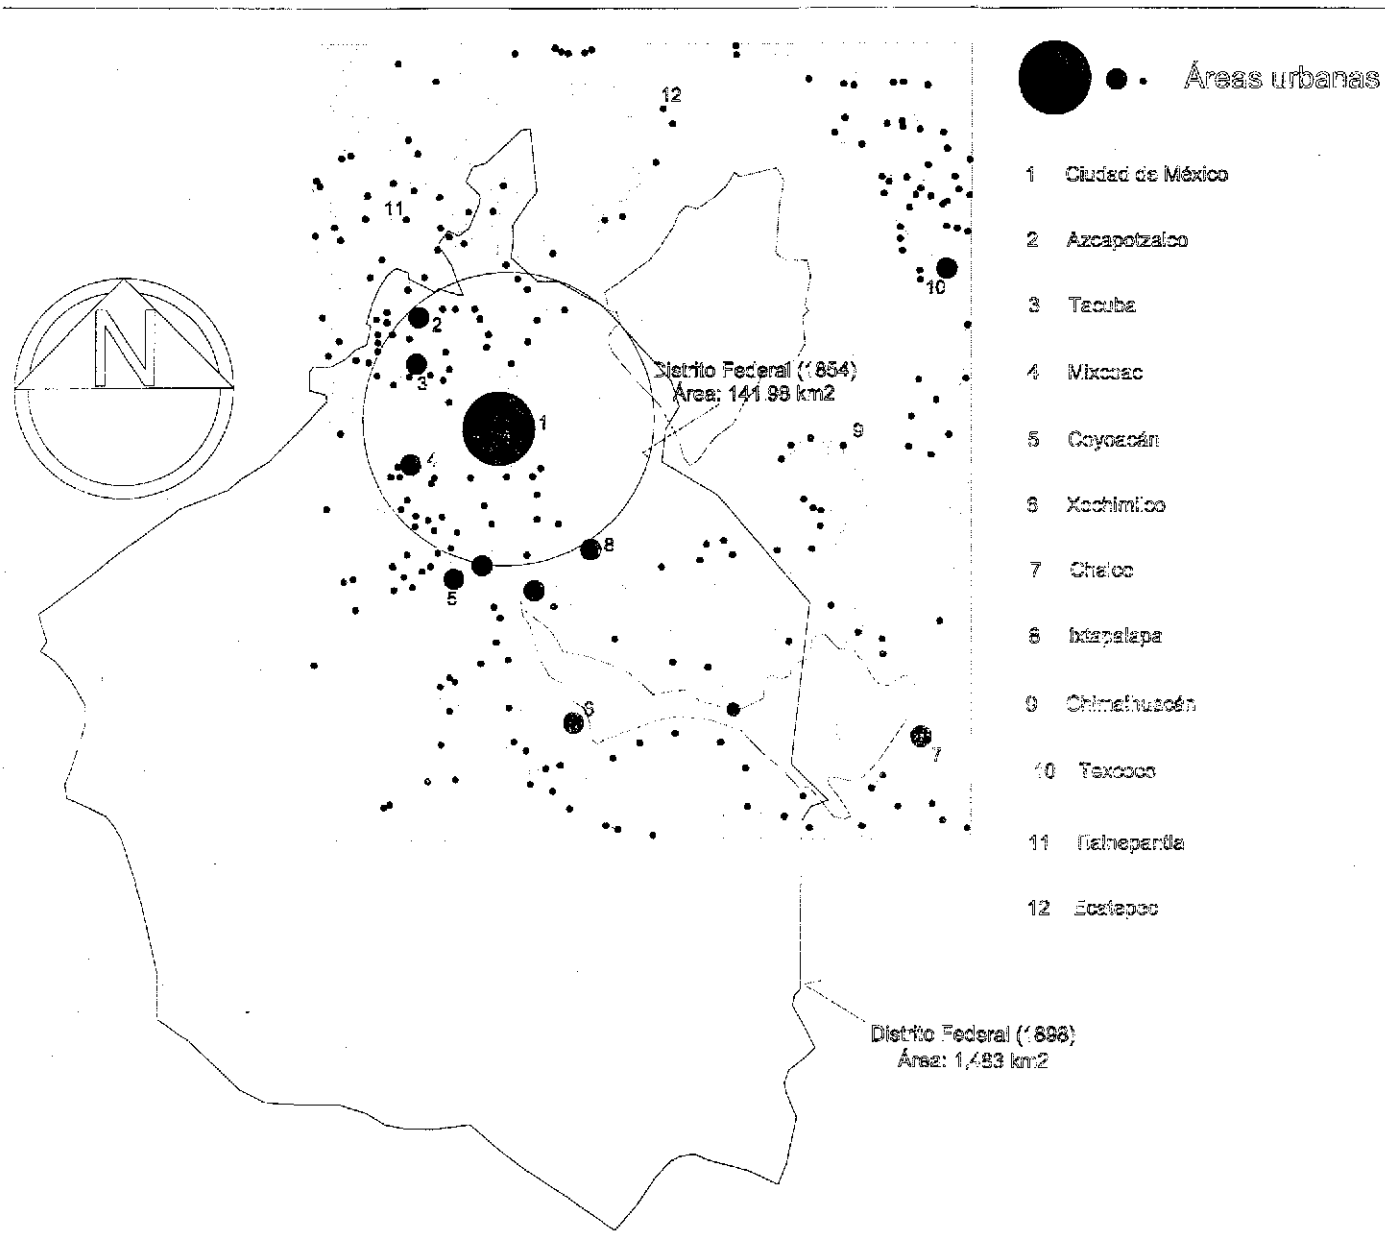 Áreas urbanas
1 Ciudad de México
2 Azcapotzalco
3 Tacuba
4 Mixcoac
5 Coyoacán
6 Xochimilco
7 Chalco
8 Ixtapalapa
9 Chimalhuacán
10 Texcoco
11 Tlalnepantla
12 Ecatepec
12
11
10
N
2
3
Distrito Federal (1854)
Área: 141.98 km2
1
9
4
8
5
6
7
Distrito Federal (1898)
Área: 1,483 km2